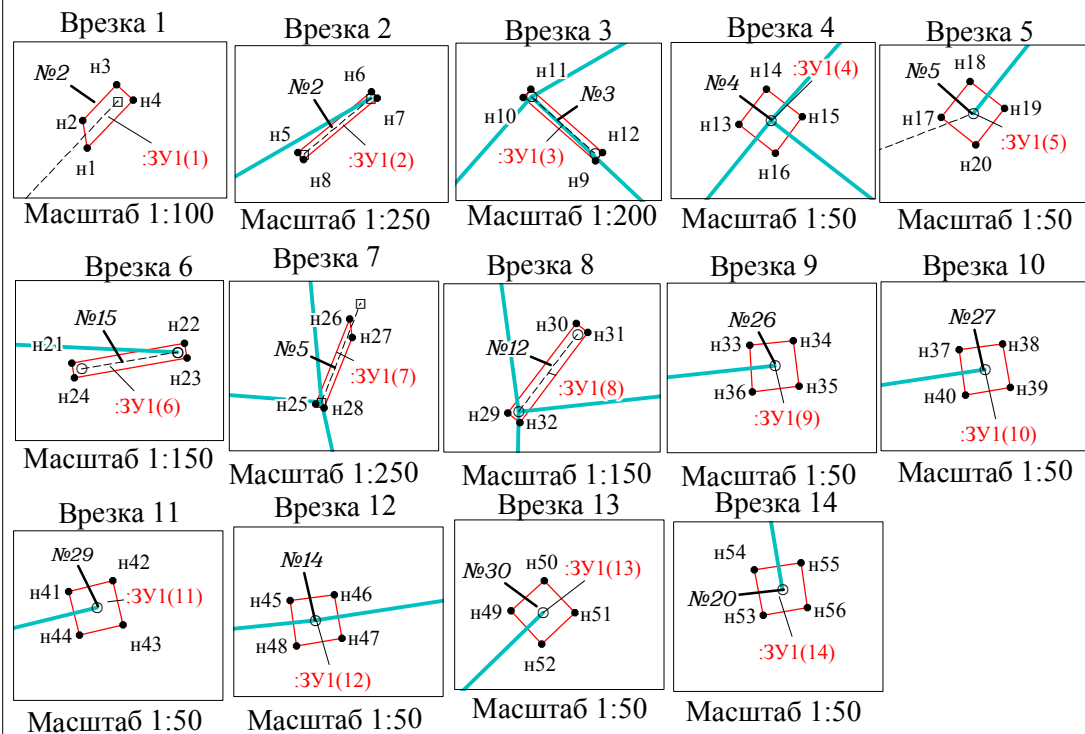 Врезка 1
№2
н3
н4
н2
н1
:ЗУ1(1)
Масштаб 1:100
Врезка 2
№2
н6
н7
н5
н8
:ЗУ1(2)
Масштаб 1:250
Врезка 3
н11
№3
н10
н12
:ЗУ1(3)
н9
Масштаб 1:200
Врезка 4
н14
:ЗУ1(4)
№4
н13
н15
н16
Масштаб 1:50
Врезка 5
н18
№5
н17
н19
:ЗУ1(5)
н20
Масштаб 1:50
Врезка 6
№15
н21
н22
н23
н24
:ЗУ1(6)
Масштаб 1:150
Врезка 7
н26
н27
№5
:ЗУ1(7)
н25
н28
Масштаб 1:250
Врезка 8
н30
н31
№12
:ЗУ1(8)
н29
н32
Масштаб 1:150
Врезка 9
№26
н33
н34
н36
н35
:ЗУ1(9)
Масштаб 1:50
Врезка 10
№27
н37
н38
н40
н39
:ЗУ1(10)
Масштаб 1:50
Врезка 11
№29
н42
н41
:ЗУ1(11)
н44
н43
Масштаб 1:50
Врезка 12
№14
н45
н46
н48
н47
:ЗУ1(12)
Масштаб 1:50
Врезка 13
№30
н50
:ЗУ1(13)
н49
н51
н52
Масштаб 1:50
Врезка 14
н54
н55
№20
н53
н56
:ЗУ1(14)
Масштаб 1:50